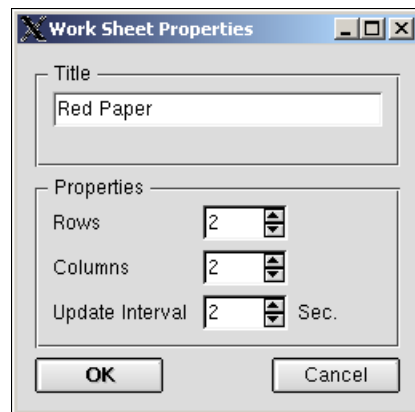 Work Sheet Properties
Title
Red Paper
Properties
Rows 2
Columns 2
Update Interval 2 Sec.
OK Cancel